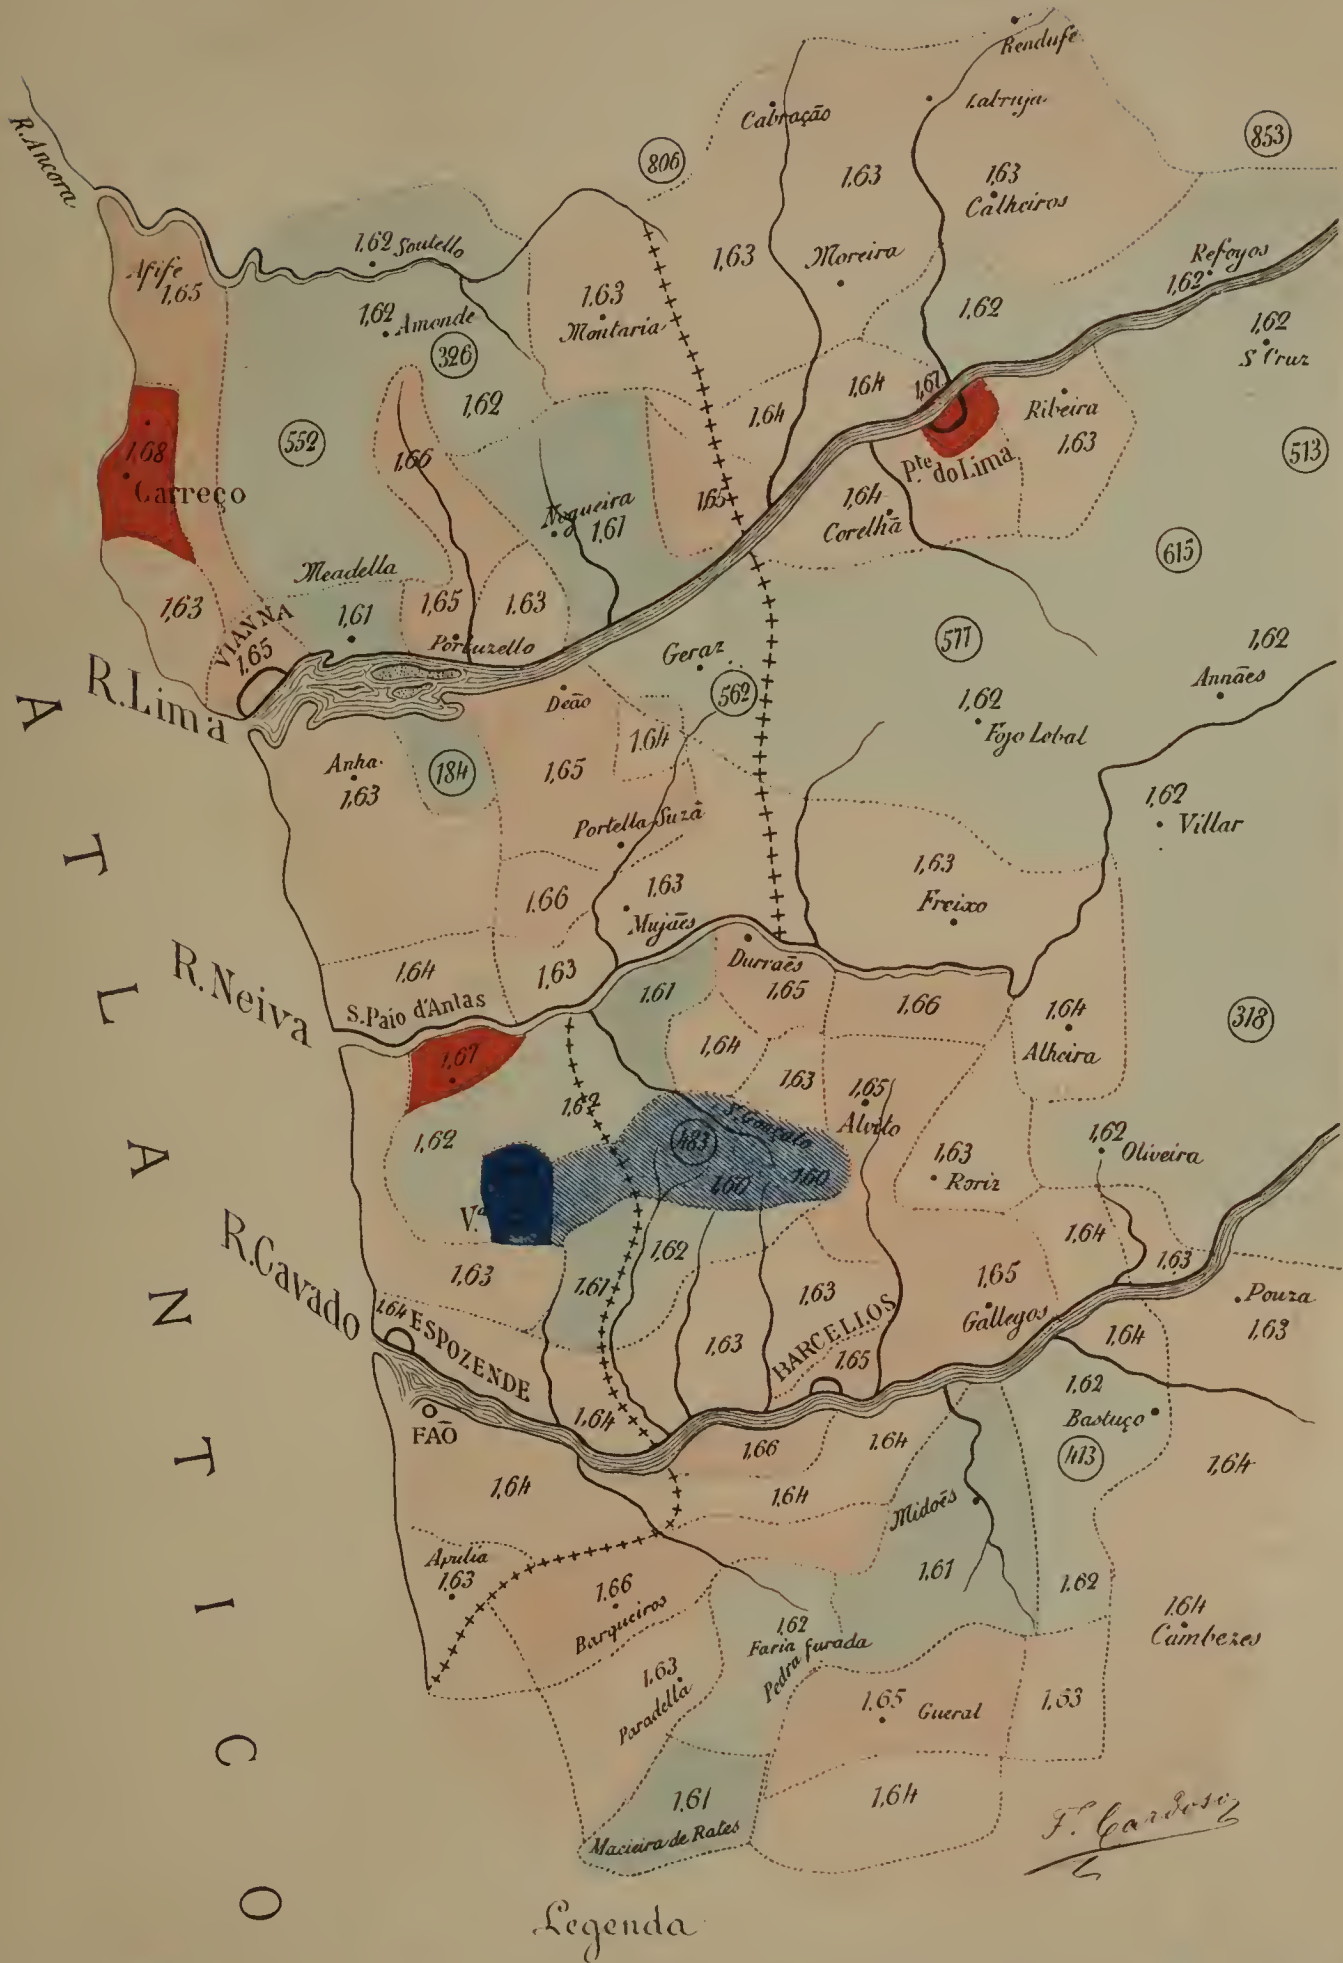 R. Ancora
Rendufe
Cabração
Labruja
806
853
1,63
1,63
Calheiros
1,62 Soutello
1,63
Moreira
Refoyos
1,62
Afife
1,65
1,62
Amonde
1,63
Montaria
1,62
1,62
S. Cruz
326
1,62
1,64
1,67
1,64
Ribeira
1,63
552
513
1,68
Carreço
1,66
Pte. do Lima
1,65
1,64
Corelhã
Nogueira
1,61
615
Meadella
1,63
1,61
1,65
1,63
VIANNA
1,65
Portuzello
Geraz
577
1,62
Annães
R. Lima
562
Deão
1,62
Fojo Lobal
1,64
Anha
1,63
184
1,65
1,62
Villar
Portella Suzã
1,63
Freixo
1,66
1,63
Mujães
R. Neiva
Durrães
1,64
S. Paio d'Antas
1,63
1,61
1,65
1,66
1,64
Alheira
318
1,67
1,64
1,63
1,65
Alvito
1,62
1,62
S. Gonçalo
483
1,60
1,60
1,63
Roriz
1,62
Oliveira
Va.
R. Cavado
1,62
1,64
1,63
1,63
1,61
1,63
1,65
Gallegos
Pouza
1,63
1,64
ESPOZENDE
1,63
BARCELLOS
1,65
1,64
1,62
Bastuço
FAÕ
1,64
1,66
1,64
413
1,64
1,64
1,64
Midoẽs
Apulia
1,63
1,66
Barqueiros
1,61
1,62
1,64
Cambezes
1,62
Faria
Pedra furada
1,63
Paradella
1,65
Gueral
1,63
1,61
Macieira de Rates
1,64
F. Cardoso
ATLANTICO
Legenda